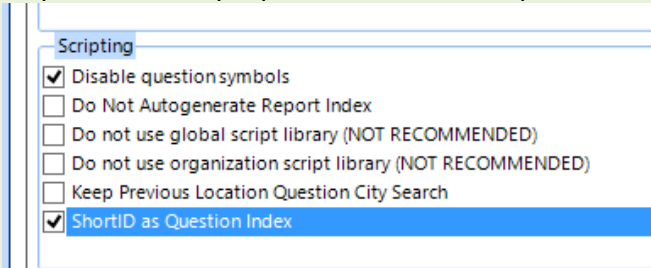 Scripting
Disable question symbols
Do Not Autogenerate Report Index
Do not use global script library (NOT RECOMMENDED)
Do not use organization script library (NOT RECOMMENDED)
Keep Previous Location Question City Search
ShortID as Question Index